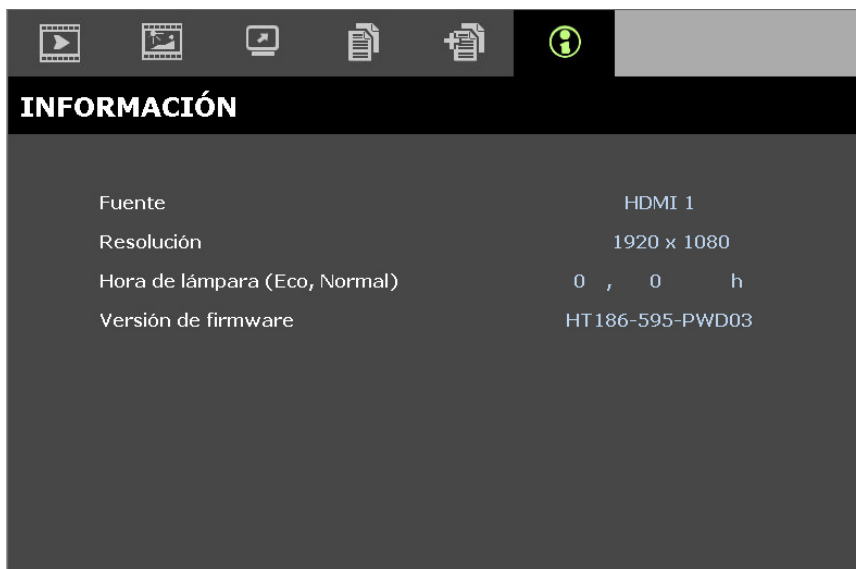 INFORMACIÓN
Fuente HDMI 1
Resolución 1920 x 1080
Hora de lámpara (Eco, Normal) 0 , 0 h
Versión de firmware HT186-595-PWD03